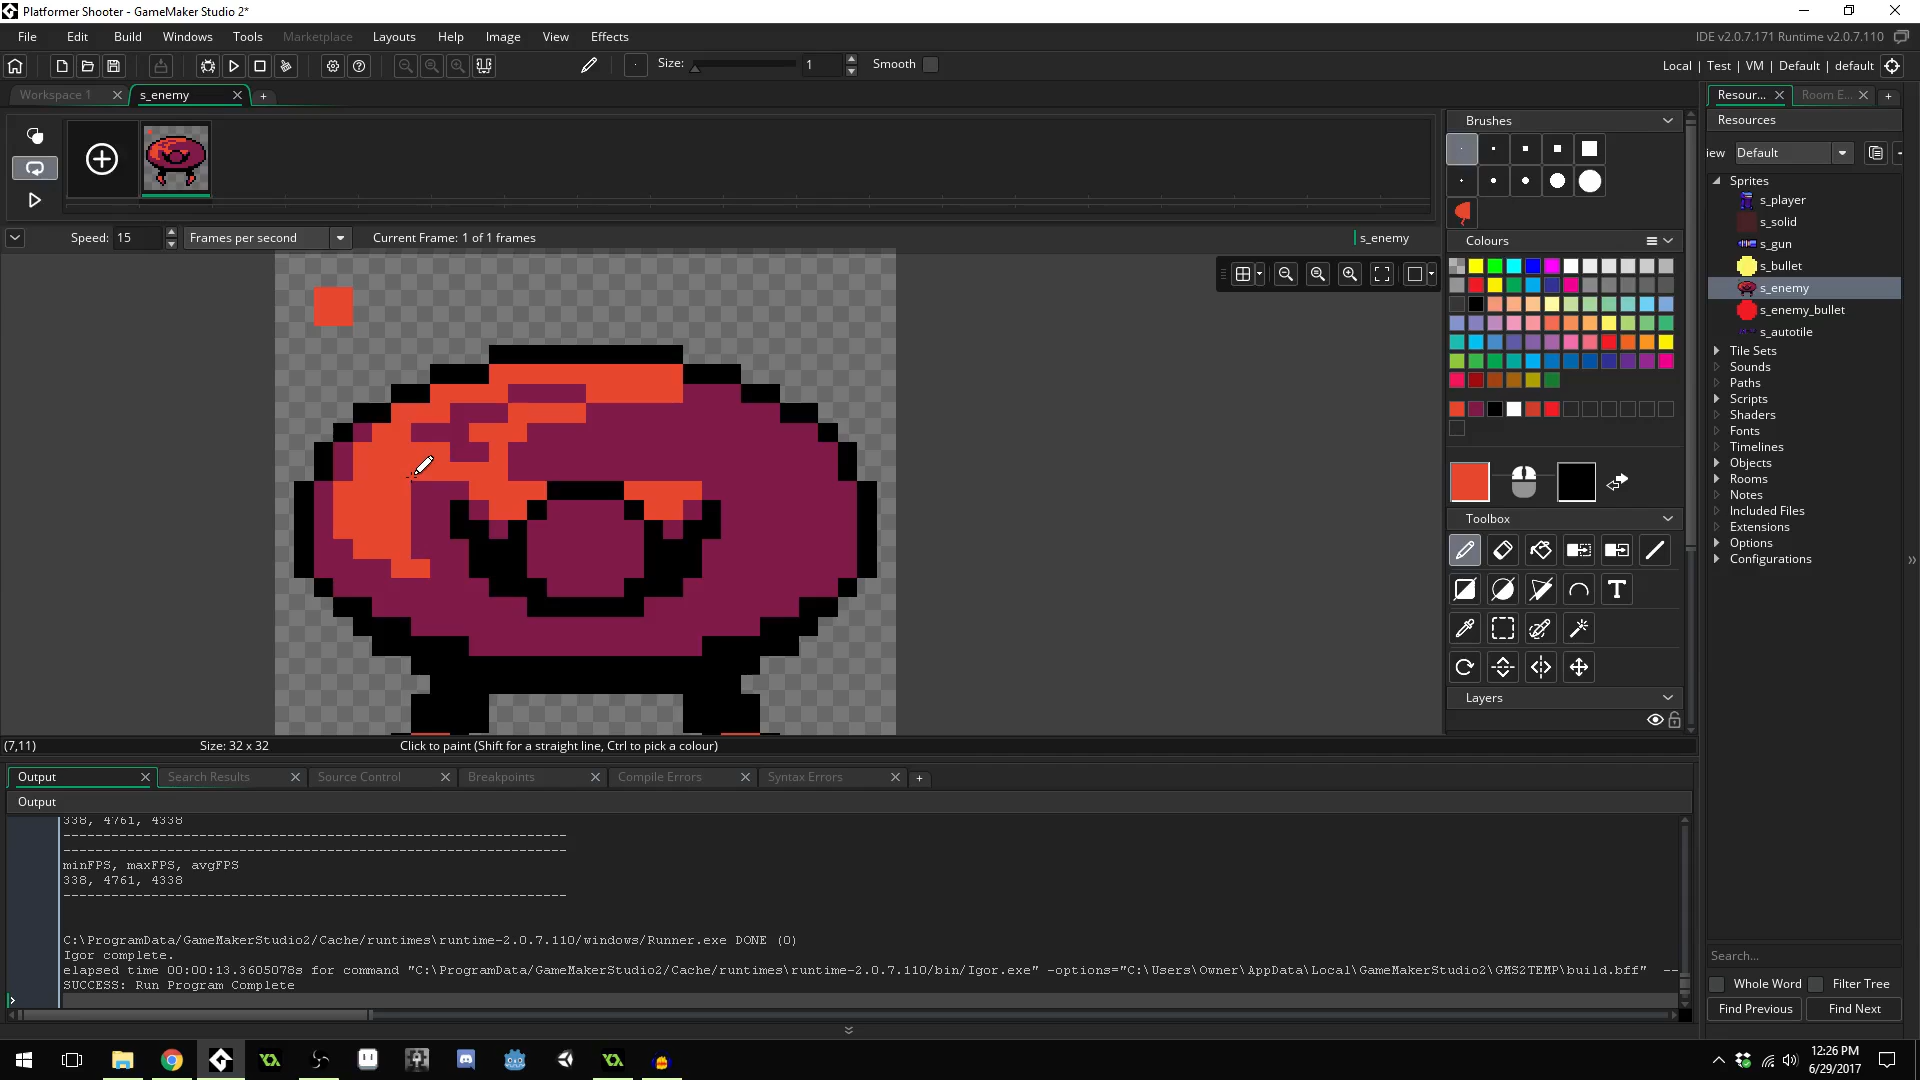 Platformer Shooter - GameMaker Studio 2*
File Edit Build Windows Tools Marketplace Layouts Help Image View Effects
IDE v2.0.7.171 Runtime v2.0.7.110
Size: 1 Smooth
Local | Test | VM | Default | default
Workspace 1 s_enemy
Resour... Room E...
Brushes
Resources
iew Default
Sprites
s_player
s_solid
s_gun
s_bullet
s_enemy
s_enemy_bullet
s_autotile
Tile Sets
Sounds
Paths
Scripts
Shaders
Fonts
Timelines
Objects
Rooms
Notes
Included Files
Extensions
Options
Configurations
Speed: 15 Frames per second Current Frame: 1 of 1 frames s_enemy
Colours
Toolbox
T
Layers
(7,11) Size: 32 x 32 Click to paint (Shift for a straight line, Ctrl to pick a colour)
Output Search Results Source Control Breakpoints Compile Errors Syntax Errors
Output
338, 4761, 4338
---------------------------------------------------------------
---------------------------------------------------------------
minFPS, maxFPS, avgFPS
338, 4761, 4338
---------------------------------------------------------------
C:\ProgramData/GameMakerStudio2/Cache/runtimes\runtime-2.0.7.110/windows/Runner.exe DONE (0)
Igor complete.
elapsed time 00:00:13.3605078s for command "C:\ProgramData/GameMakerStudio2/Cache/runtimes\runtime-2.0.7.110/bin/Igor.exe" -options="C:\Users\Owner\AppData\Local\GameMakerStudio2\GMS2TEMP\build.bff" --
SUCCESS: Run Program Complete
Search...
Whole Word Filter Tree
Find Previous Find Next
12:26 PM
6/29/2017